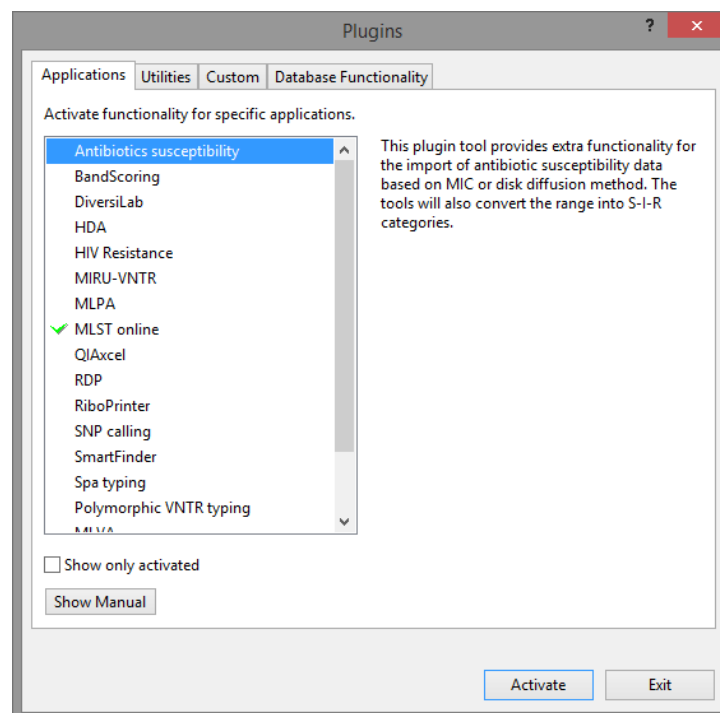 Plugins
?
Applications Utilities Custom Database Functionality
Activate functionality for specific applications.
Antibiotics susceptibility
BandScoring
DiversiLab
HDA
HIV Resistance
MIRU-VNTR
MLPA
MLST online
QIAxcel
RDP
RiboPrinter
SNP calling
SmartFinder
Spa typing
Polymorphic VNTR typing
MLVA
This plugin tool provides extra functionality for
the import of antibiotic susceptibility data
based on MIC or disk diffusion method. The
tools will also convert the range into S-I-R
categories.
Show only activated
Show Manual
Activate Exit